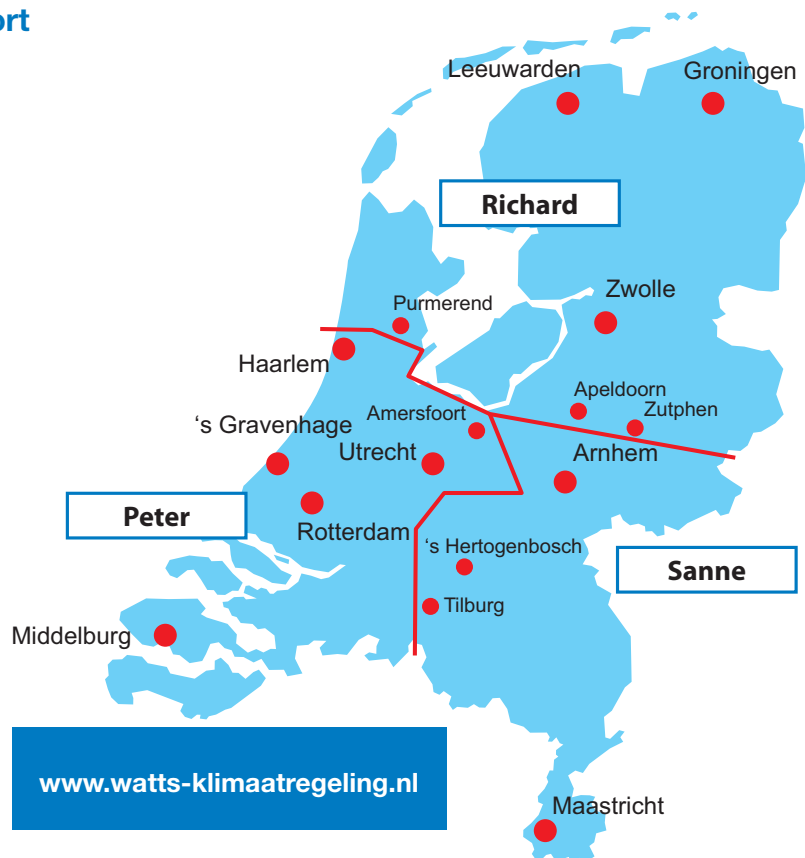 ort
Leeuwarden
Groningen
Richard
Zwolle
Purmerend
Haarlem
Apeldoorn
Zutphen
Amersfoort
‘s Gravenhage
Utrecht
Arnhem
Peter
Rotterdam
‘s Hertogenbosch
Sanne
Tilburg
Middelburg
www.watts-klimaatregeling.nl
Maastricht